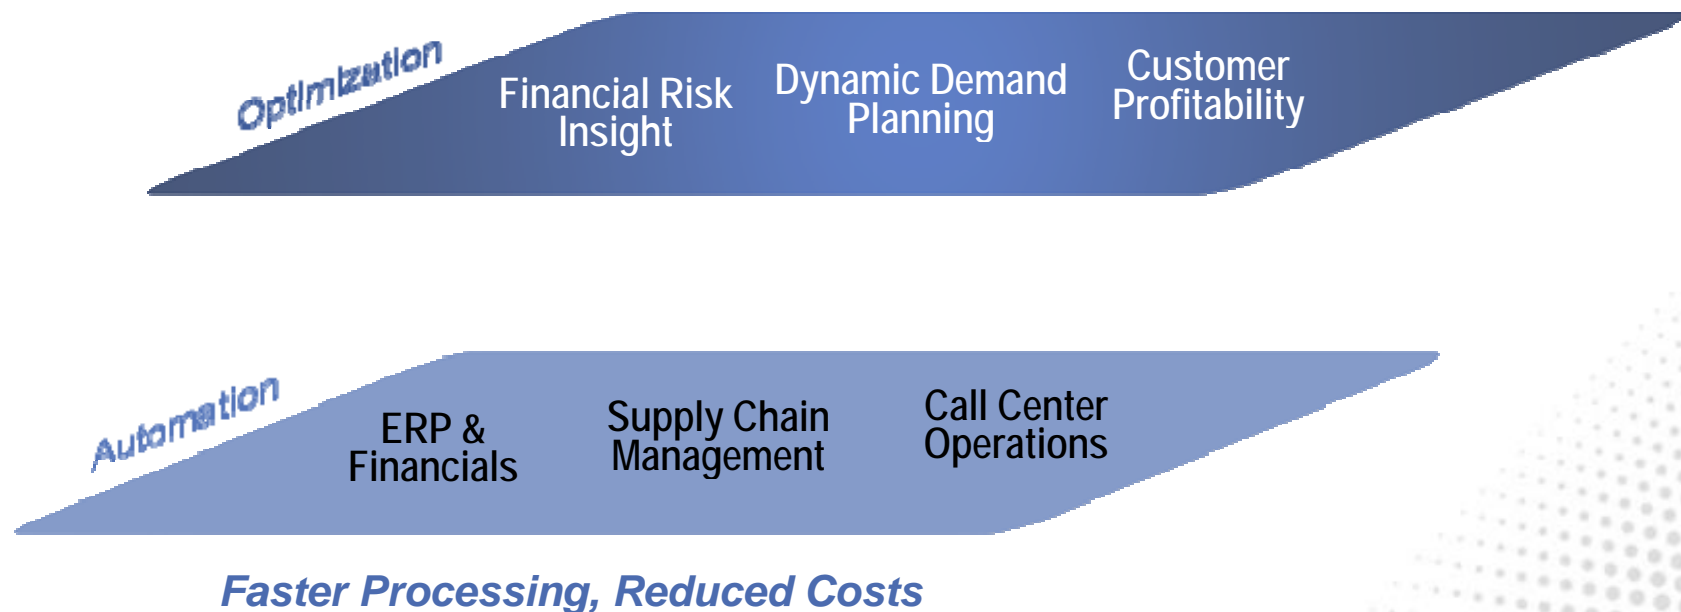 Optimization
Financial Risk
Insight
Dynamic Demand
Planning
Customer
Profitability
Automation
ERP &
Financials
Supply Chain
Management
Call Center
Operations
Faster Processing, Reduced Costs